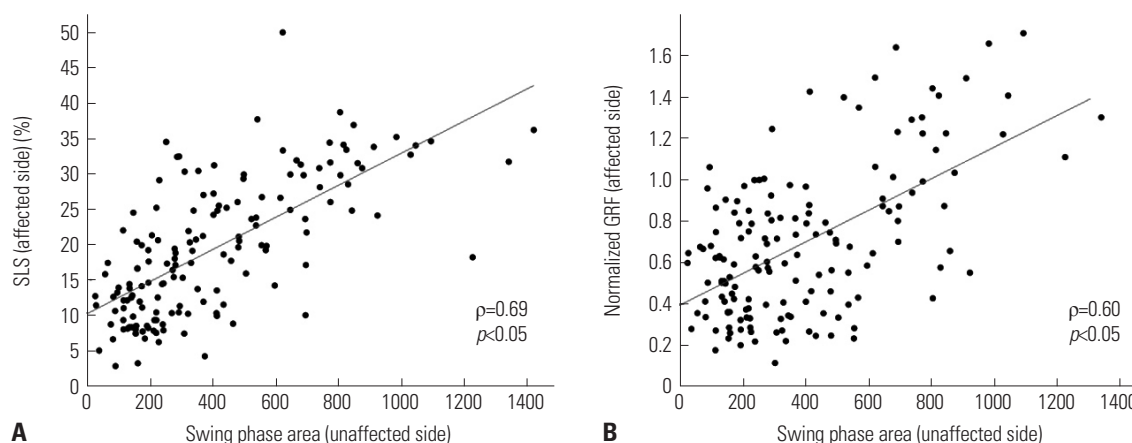 50
45
40
35
30
25
20
15
10
5
0
SLS (affected side) (%)
ρ=0.69
p<0.05
0 200 400 600 800 1000 1200 1400
Swing phase area (unaffected side)
A
1.6
1.4
1.2
1.0
0.8
0.6
0.4
0.2
0
Normalized GRF (affected side)
ρ=0.60
p<0.05
0 200 400 600 800 1000 1200 1400
Swing phase area (unaffected side)
B